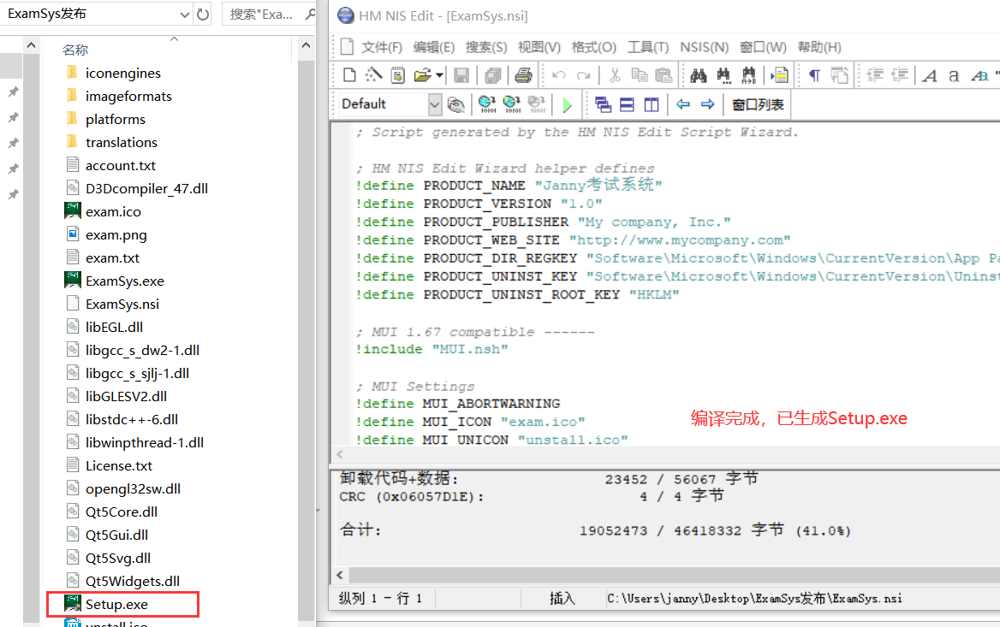 ExamSys发布
搜索"Exa...
名称
iconengines
imageformats
platforms
translations
account.txt
D3Dcompiler_47.dll
exam.ico
exam.png
exam.txt
ExamSys.exe
ExamSys.nsi
libEGL.dll
libgcc_s_dw2-1.dll
libgcc_s_sjlj-1.dll
libGLESV2.dll
libstdc++-6.dll
libwinpthread-1.dll
License.txt
opengl32sw.dll
Qt5Core.dll
Qt5Gui.dll
Qt5Svg.dll
Qt5Widgets.dll
Setup.exe
unstall.ico
HM NIS Edit - [ExamSys.nsi]
文件(F) 编辑(E) 搜索(S) 视图(V) 格式(O) 工具(T) NSIS(N) 窗口(W) 帮助(H)
Default 窗口列表
; Script generated by the HM NIS Edit Script Wizard.
; HM NIS Edit Wizard helper defines
!define PRODUCT_NAME "Janny考试系统"
!define PRODUCT_VERSION "1.0"
!define PRODUCT_PUBLISHER "My company, Inc."
!define PRODUCT_WEB_SITE "http://www.mycompany.com"
!define PRODUCT_DIR_REGKEY "Software\Microsoft\Windows\CurrentVersion\App Pa
!define PRODUCT_UNINST_KEY "Software\Microsoft\Windows\CurrentVersion\Uninst
!define PRODUCT_UNINST_ROOT_KEY "HKLM"
; MUI 1.67 compatible ------
!include "MUI.nsh"
; MUI Settings
!define MUI_ABORTWARNING
!define MUI_ICON "exam.ico"
!define MUI_UNICON "unstall.ico"
编译完成，已生成Setup.exe
卸载代码+数据: 23452 / 56067 字节
CRC (0x06057D1E): 4 / 4 字节
合计: 19052473 / 46418332 字节 (41.0%)
纵列 1 - 行 1 插入 C:\Users\janny\Desktop\ExamSys发布\ExamSys.nsi